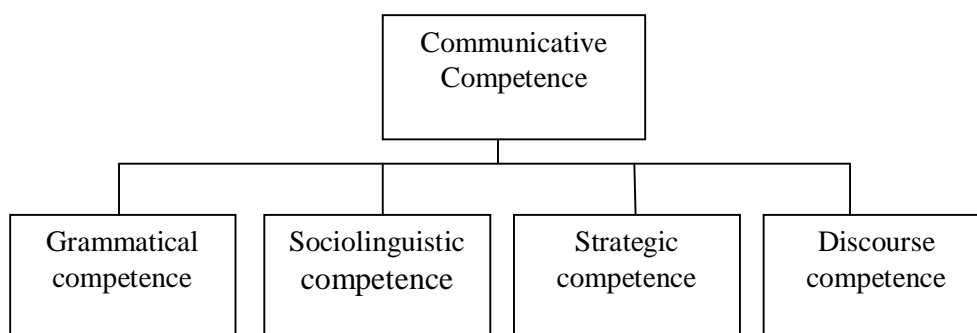 Communicative
Competence
Grammatical
competence
Sociolinguistic
competence
Strategic
competence
Discourse
competence